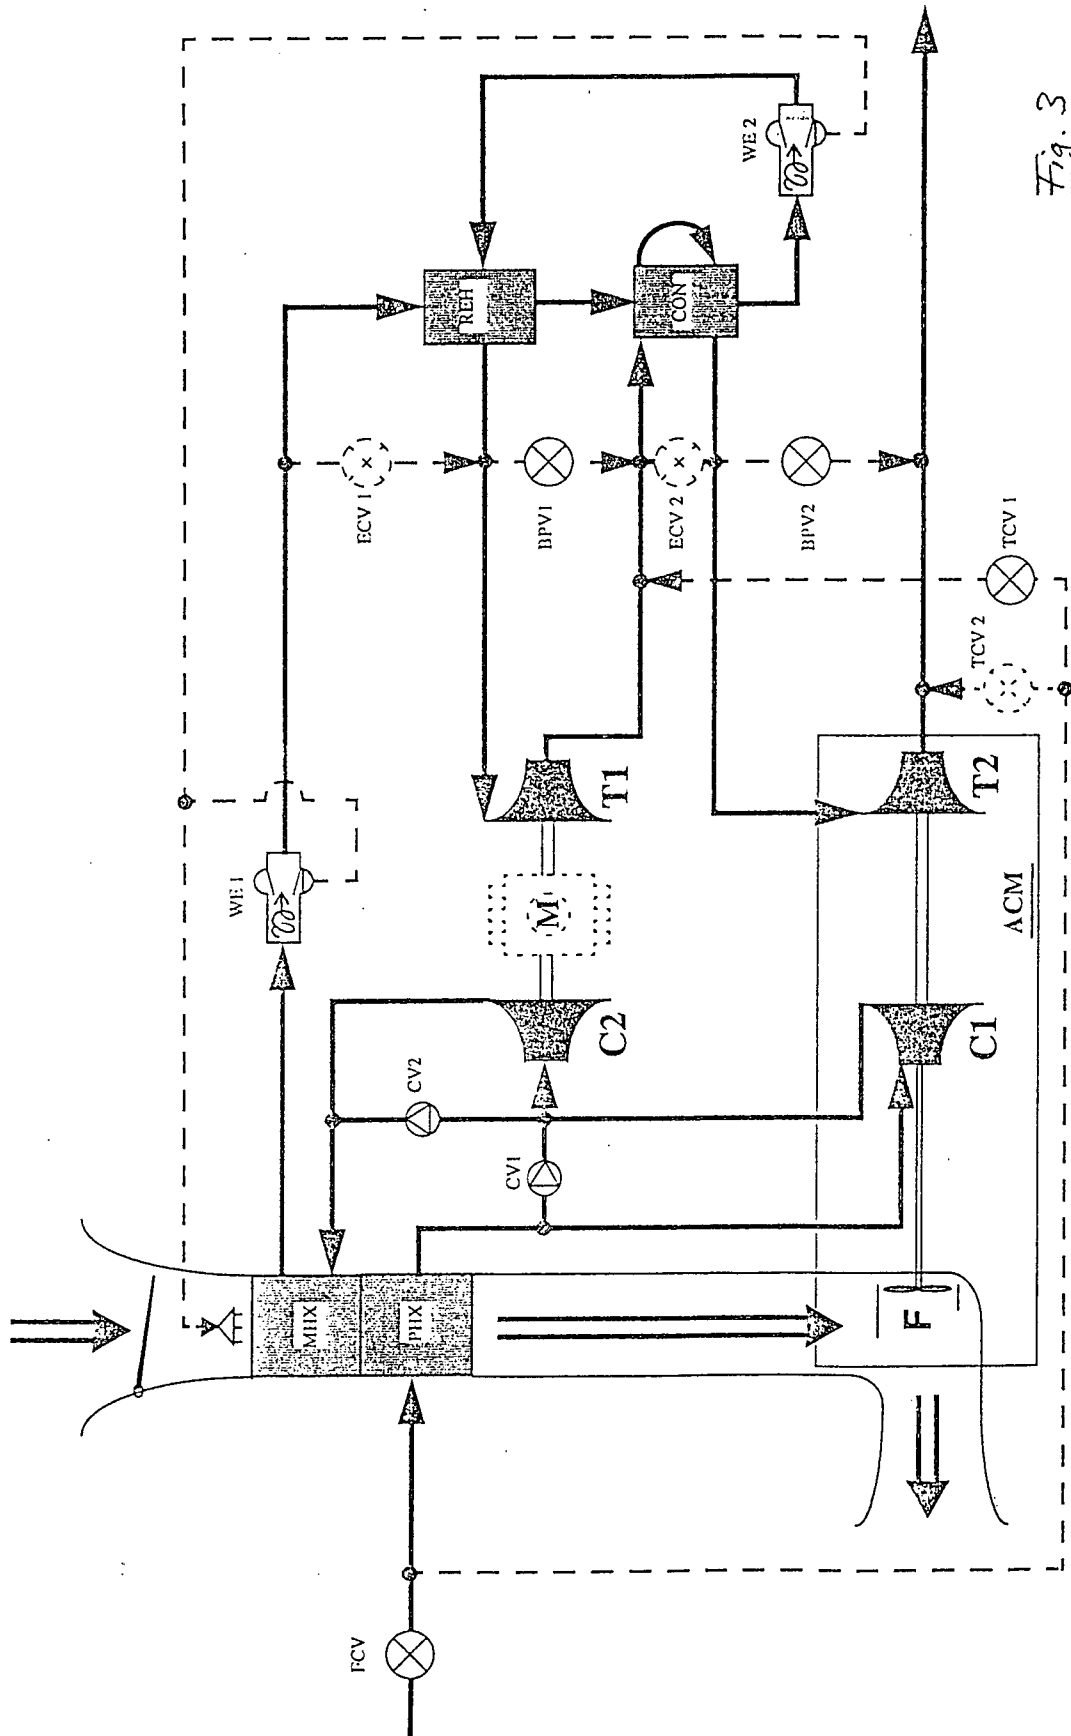 WE 2
REH
CON
ECV 1
BPV1
ECV 2
BPV2
TCV 1
TCV 2
WE 1
T1
M
C2
T2
ACM
C1
CV2
CV1
MHX
PHX
F
FCV
Fig. 3